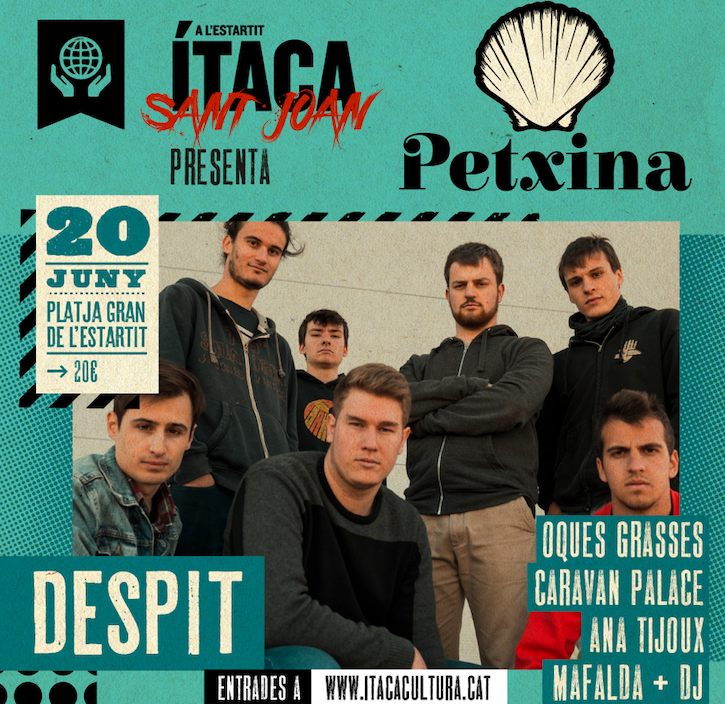 A L'ESTARTIT
ÍTACA
SANT JOAN
PRESENTA
Petxina
20
JUNY
PLATJA GRAN
DE L'ESTARTIT
→ 20€
DESPIT
OQUES GRASSES
CARAVAN PALACE
ANA TIJOUX
MAFALDA + DJ
ENTRADES A WWW.ITACACULTURA.CAT